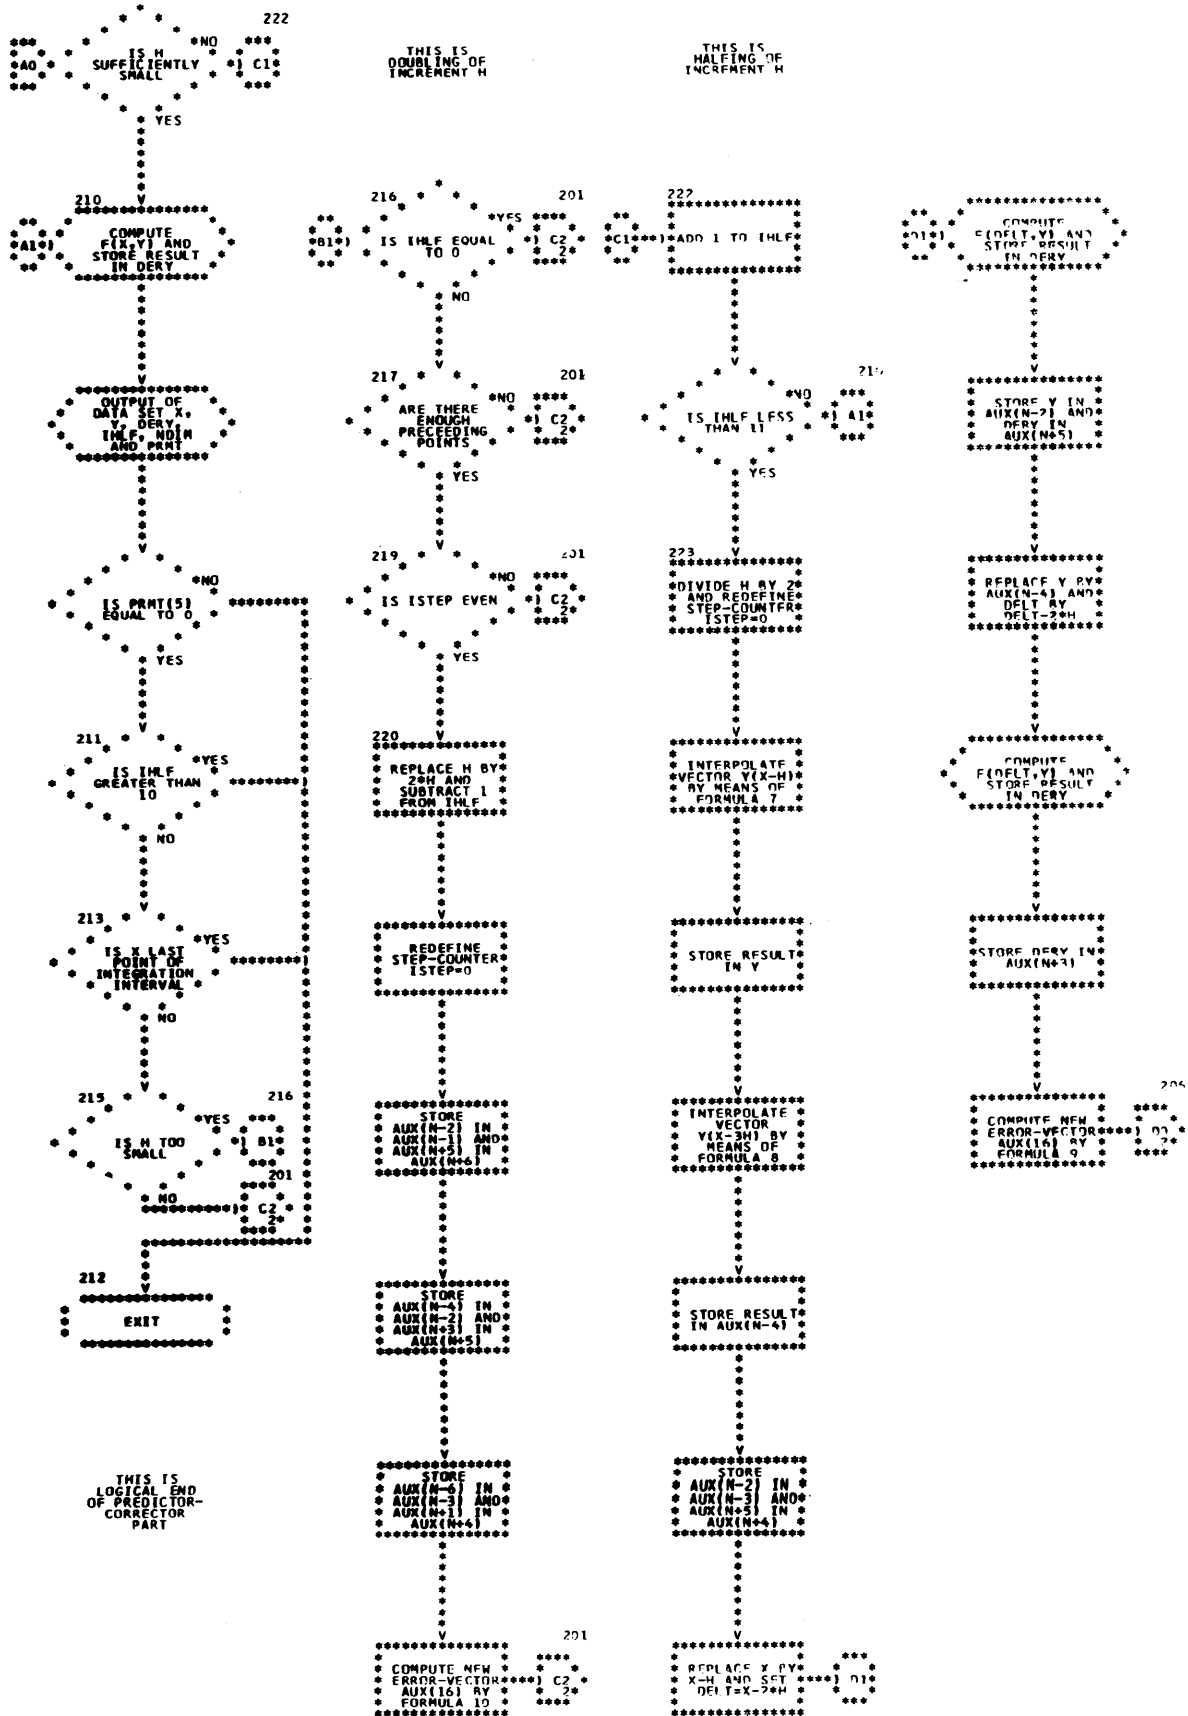 222
A0
IS H
SUFFICIENTLY
SMALL
NO
C1
YES
210
A1
COMPUTE
F(X,Y) AND
STORE RESULT
IN DERY
OUTPUT OF
DATA SET X,
Y, DERY,
IHLF, NDIM
AND PRMT
IS PRMT(5)
EQUAL TO 0
NO
YES
211
IS IHLF
GREATER THAN
10
YES
NO
213
IS X LAST
POINT OF
INTEGRATION
INTERVAL
YES
NO
215
IS H TOO
SMALL
YES
216
B1
NO
201
C2
2
212
EXIT
THIS IS
LOGICAL END
OF PREDICTOR-
CORRECTOR
PART
THIS IS
DOUBLING OF
INCREMENT H
216
B1
IS IHLF EQUAL
TO 0
YES
201
C2
2
NO
217
ARE THERE
ENOUGH
PRECEEDING
POINTS
NO
201
C2
2
YES
219
IS ISTEP EVEN
NO
201
C2
2
YES
220
REPLACE H BY
2*H AND
SUBTRACT 1
FROM IHLF
REDEFINE
STEP-COUNTER
ISTEP=0
STORE
AUX(N-2) IN
AUX(N-1) AND
AUX(N+5) IN
AUX(N+6)
STORE
AUX(N-4) IN
AUX(N-2) AND
AUX(N+3) IN
AUX(N+5)
STORE
AUX(N-6) IN
AUX(N-3) AND
AUX(N+1) IN
AUX(N+4)
COMPUTE NEW
ERROR-VECTOR
AUX(16) BY
FORMULA 10
201
C2
2
THIS IS
HALFING OF
INCREMENT H
222
C1
ADD 1 TO IHLF
IS IHLF LESS
THAN 11
NO
210
A1
YES
223
DIVIDE H BY 2
AND REDEFINE
STEP-COUNTER
ISTEP=0
INTERPOLATE
VECTOR Y(X-H)
BY MEANS OF
FORMULA 7
STORE RESULT
IN Y
INTERPOLATE
VECTOR
Y(X-3H) BY
MEANS OF
FORMULA 8
STORE RESULT
IN AUX(N-4)
STORE
AUX(N-2) IN
AUX(N-3) AND
AUX(N+5) IN
AUX(N+4)
REPLACE X BY
X-H AND SET
DELT=X-2*H
D1
D1
COMPUTE
F(DELT,Y) AND
STORE RESULT
IN DERY
STORE Y IN
AUX(N-2) AND
DERY IN
AUX(N+5)
REPLACE Y BY
AUX(N-4) AND
DELT BY
DELT-2*H
COMPUTE
F(DELT,Y) AND
STORE RESULT
IN DERY
STORE DERY IN
AUX(N+3)
COMPUTE NEW
ERROR-VECTOR
AUX(16) BY
FORMULA 9
2